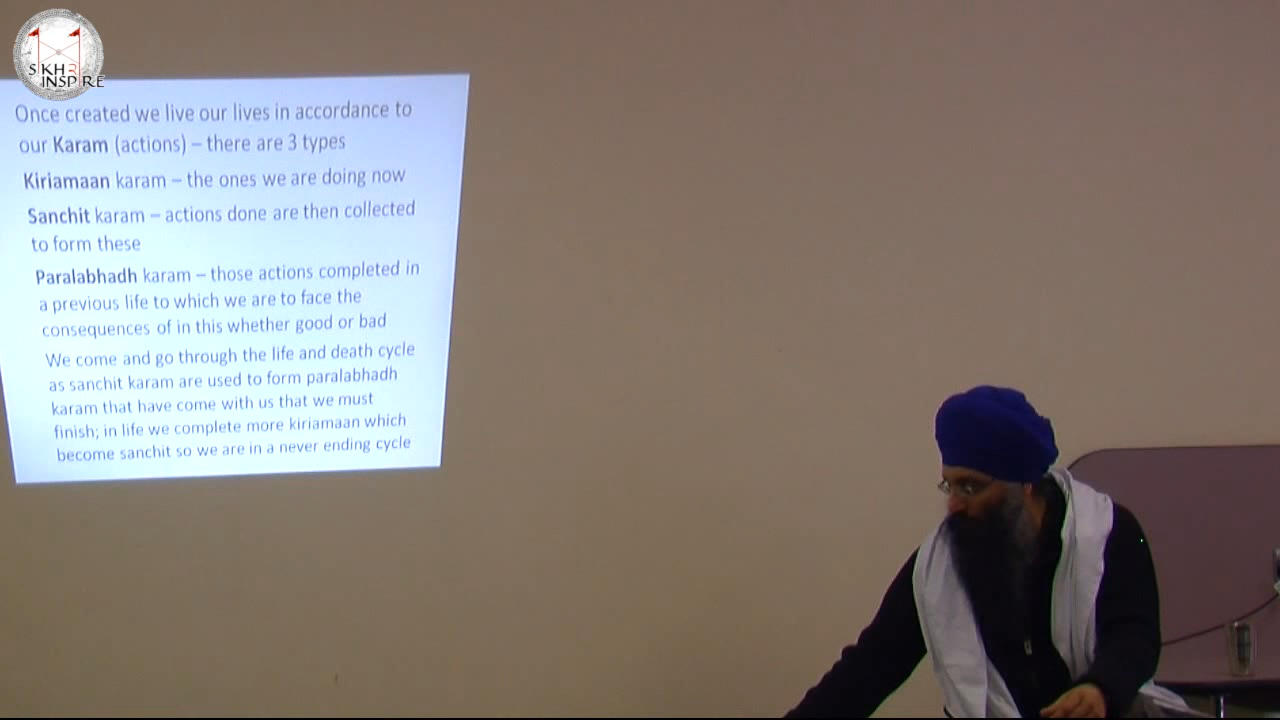 SIKHR
INSPIRE
Once created we live our lives in accordance to
our Karam (actions) – there are 3 types
Kiriamaan karam – the ones we are doing now
Sanchit karam – actions done are then collected
to form these
Paralabhadh karam – those actions completed in
a previous life to which we are to face the
consequences of in this whether good or bad
We come and go through the life and death cycle
as sanchit karam are used to form paralabhadh
karam that have come with us that we must
finish; in life we complete more kiriamaan which
become sanchit so we are in a never ending cycle